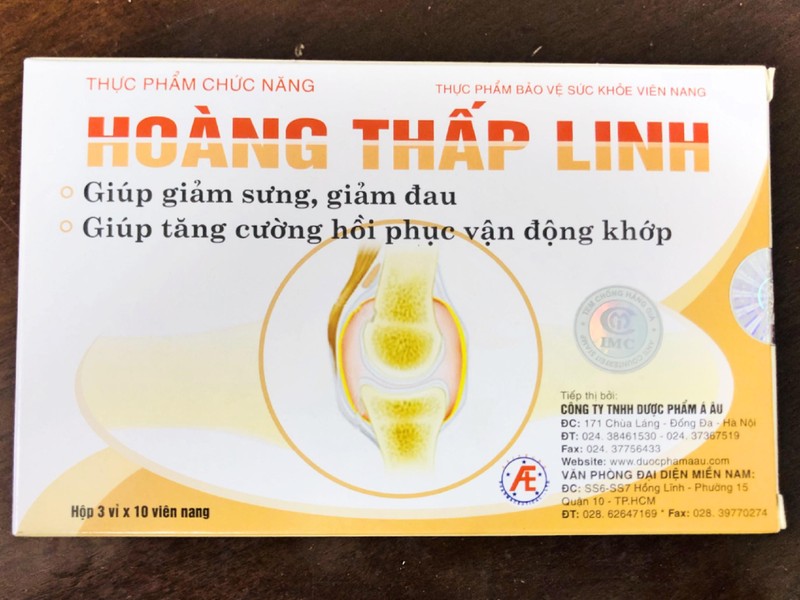 THỰC PHẨM CHỨC NĂNG
THỰC PHẨM BẢO VỆ SỨC KHỎE VIÊN NANG
HOÀNG THẤP LINH
Giúp giảm sưng, giảm đau
Giúp tăng cường hồi phục vận động khớp
TEM CHỐNG HÀNG GIẢ
IMC
Tiếp thị bởi:
CÔNG TY TNHH DƯỢC PHẨM Á ÂU
ĐC: 171 Chùa Láng - Đống Đa - Hà Nội
ĐT: 024. 38461530 - 024. 37367519
Fax: 024. 37756433
Website: www.duocphamaau.com
VĂN PHÒNG ĐẠI DIỆN MIỀN NAM:
ĐC: SS6-SS7 Hồng Lĩnh - Phường 15
Quận 10 - TP.HCM
ĐT: 028. 62647169 * Fax: 028. 39770274
Æ
Hộp 3 vỉ x 10 viên nang